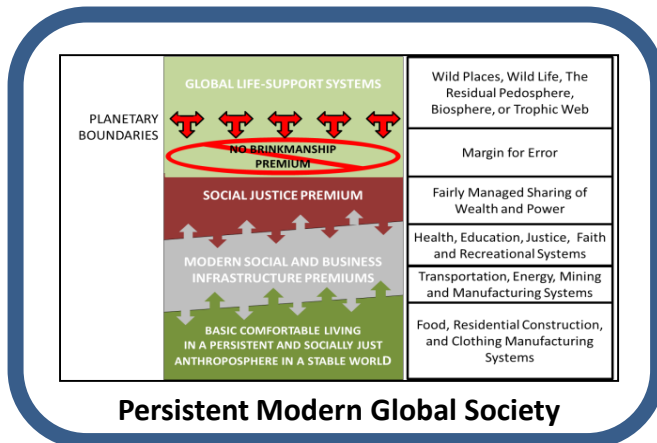 GLOBAL LIFE-SUPPORT SYSTEMS
Wild Places, Wild Life, The
Residual Pedosphere,
Biosphere, or Trophic Web
PLANETARY
BOUNDARIES
NO BRINKMANSHIP
PREMIUM
Margin for Error
SOCIAL JUSTICE PREMIUM
Fairly Managed Sharing of
Wealth and Power
MODERN SOCIAL AND BUSINESS
INFRASTRUCTURE PREMIUMS
Health, Education, Justice, Faith
and Recreational Systems
Transportation, Energy, Mining
and Manufacturing Systems
BASIC COMFORTABLE LIVING
IN A PERSISTENT AND SOCIALLY JUST
ANTHROPOSPHERE IN A STABLE WORLD
Food, Residential Construction,
and Clothing Manufacturing
Systems
Persistent Modern Global Society